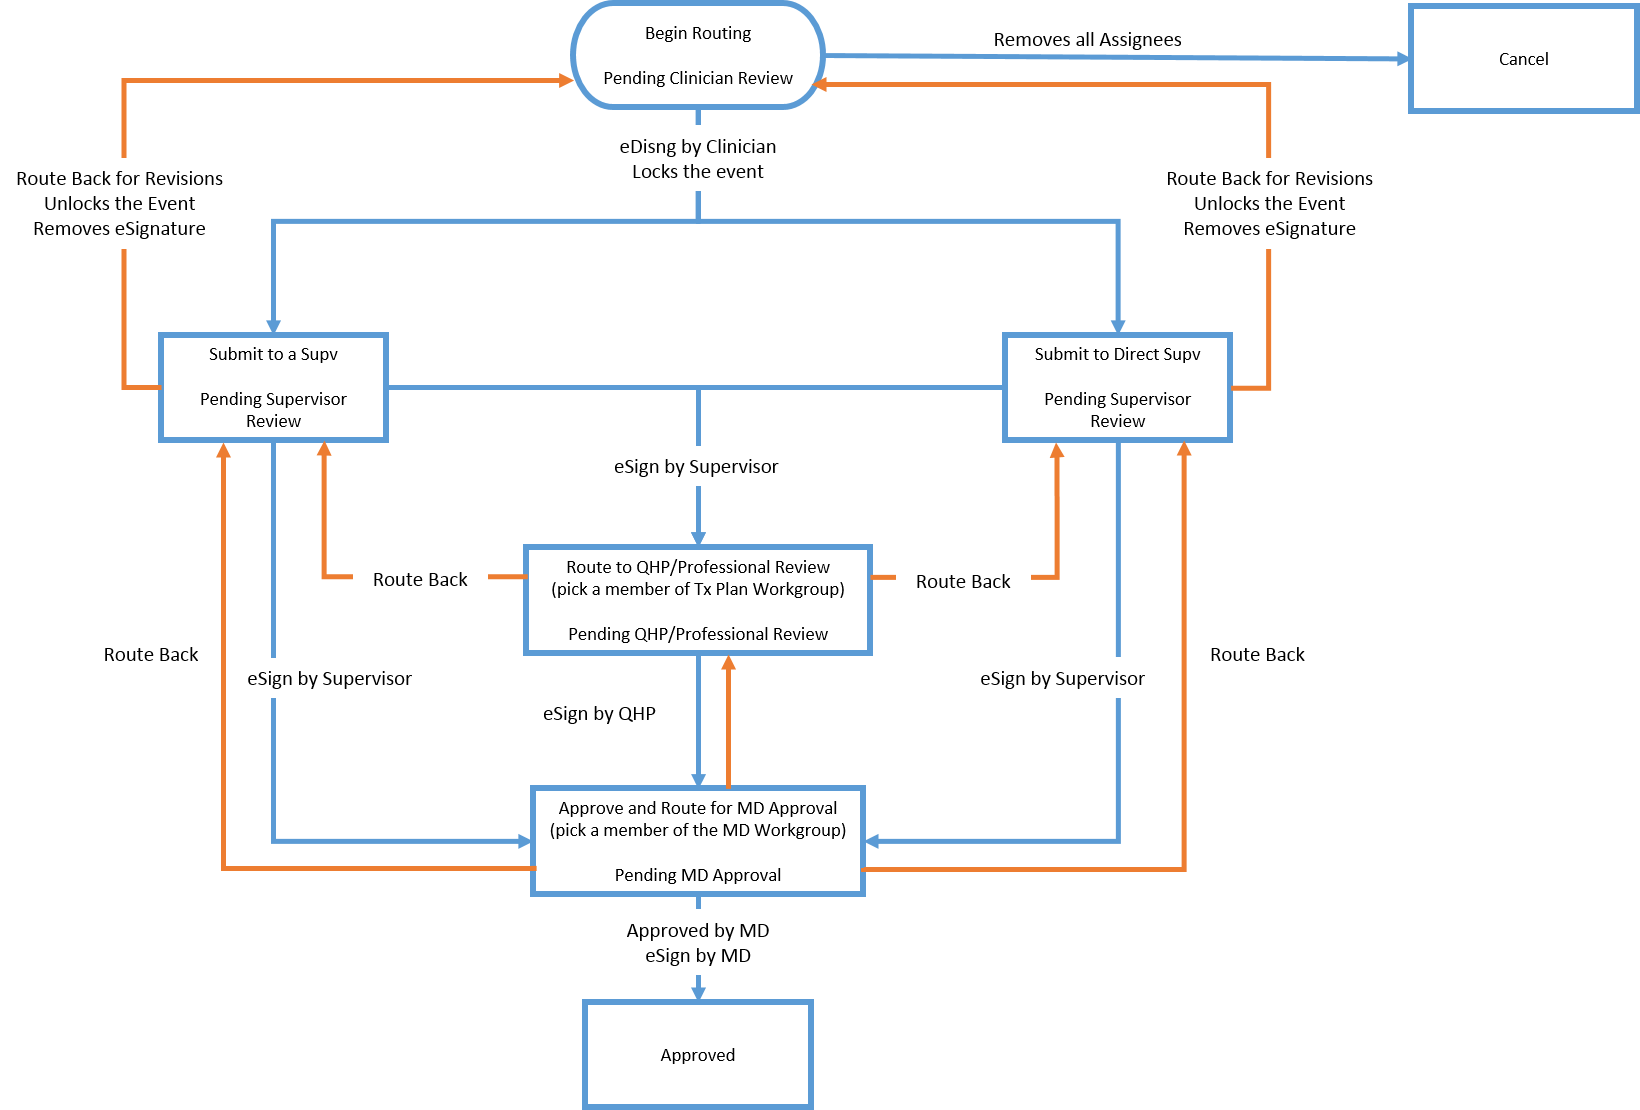 Begin Routing
Pending Clinician Review
Removes all Assignees
Cancel
eDisng by Clinician
Locks the event
Route Back for Revisions
Unlocks the Event
Removes eSignature
Route Back for Revisions
Unlocks the Event
Removes eSignature
Submit to a Supv
Pending Supervisor
Review
Submit to Direct Supv
Pending Supervisor
Review
eSign by Supervisor
Route to QHP/Professional Review
(pick a member of Tx Plan Workgroup)
Pending QHP/Professional Review
Route Back
Route Back
Route Back
eSign by Supervisor
eSign by Supervisor
Route Back
eSign by QHP
Approve and Route for MD Approval
(pick a member of the MD Workgroup)
Pending MD Approval
Approved by MD
eSign by MD
Approved